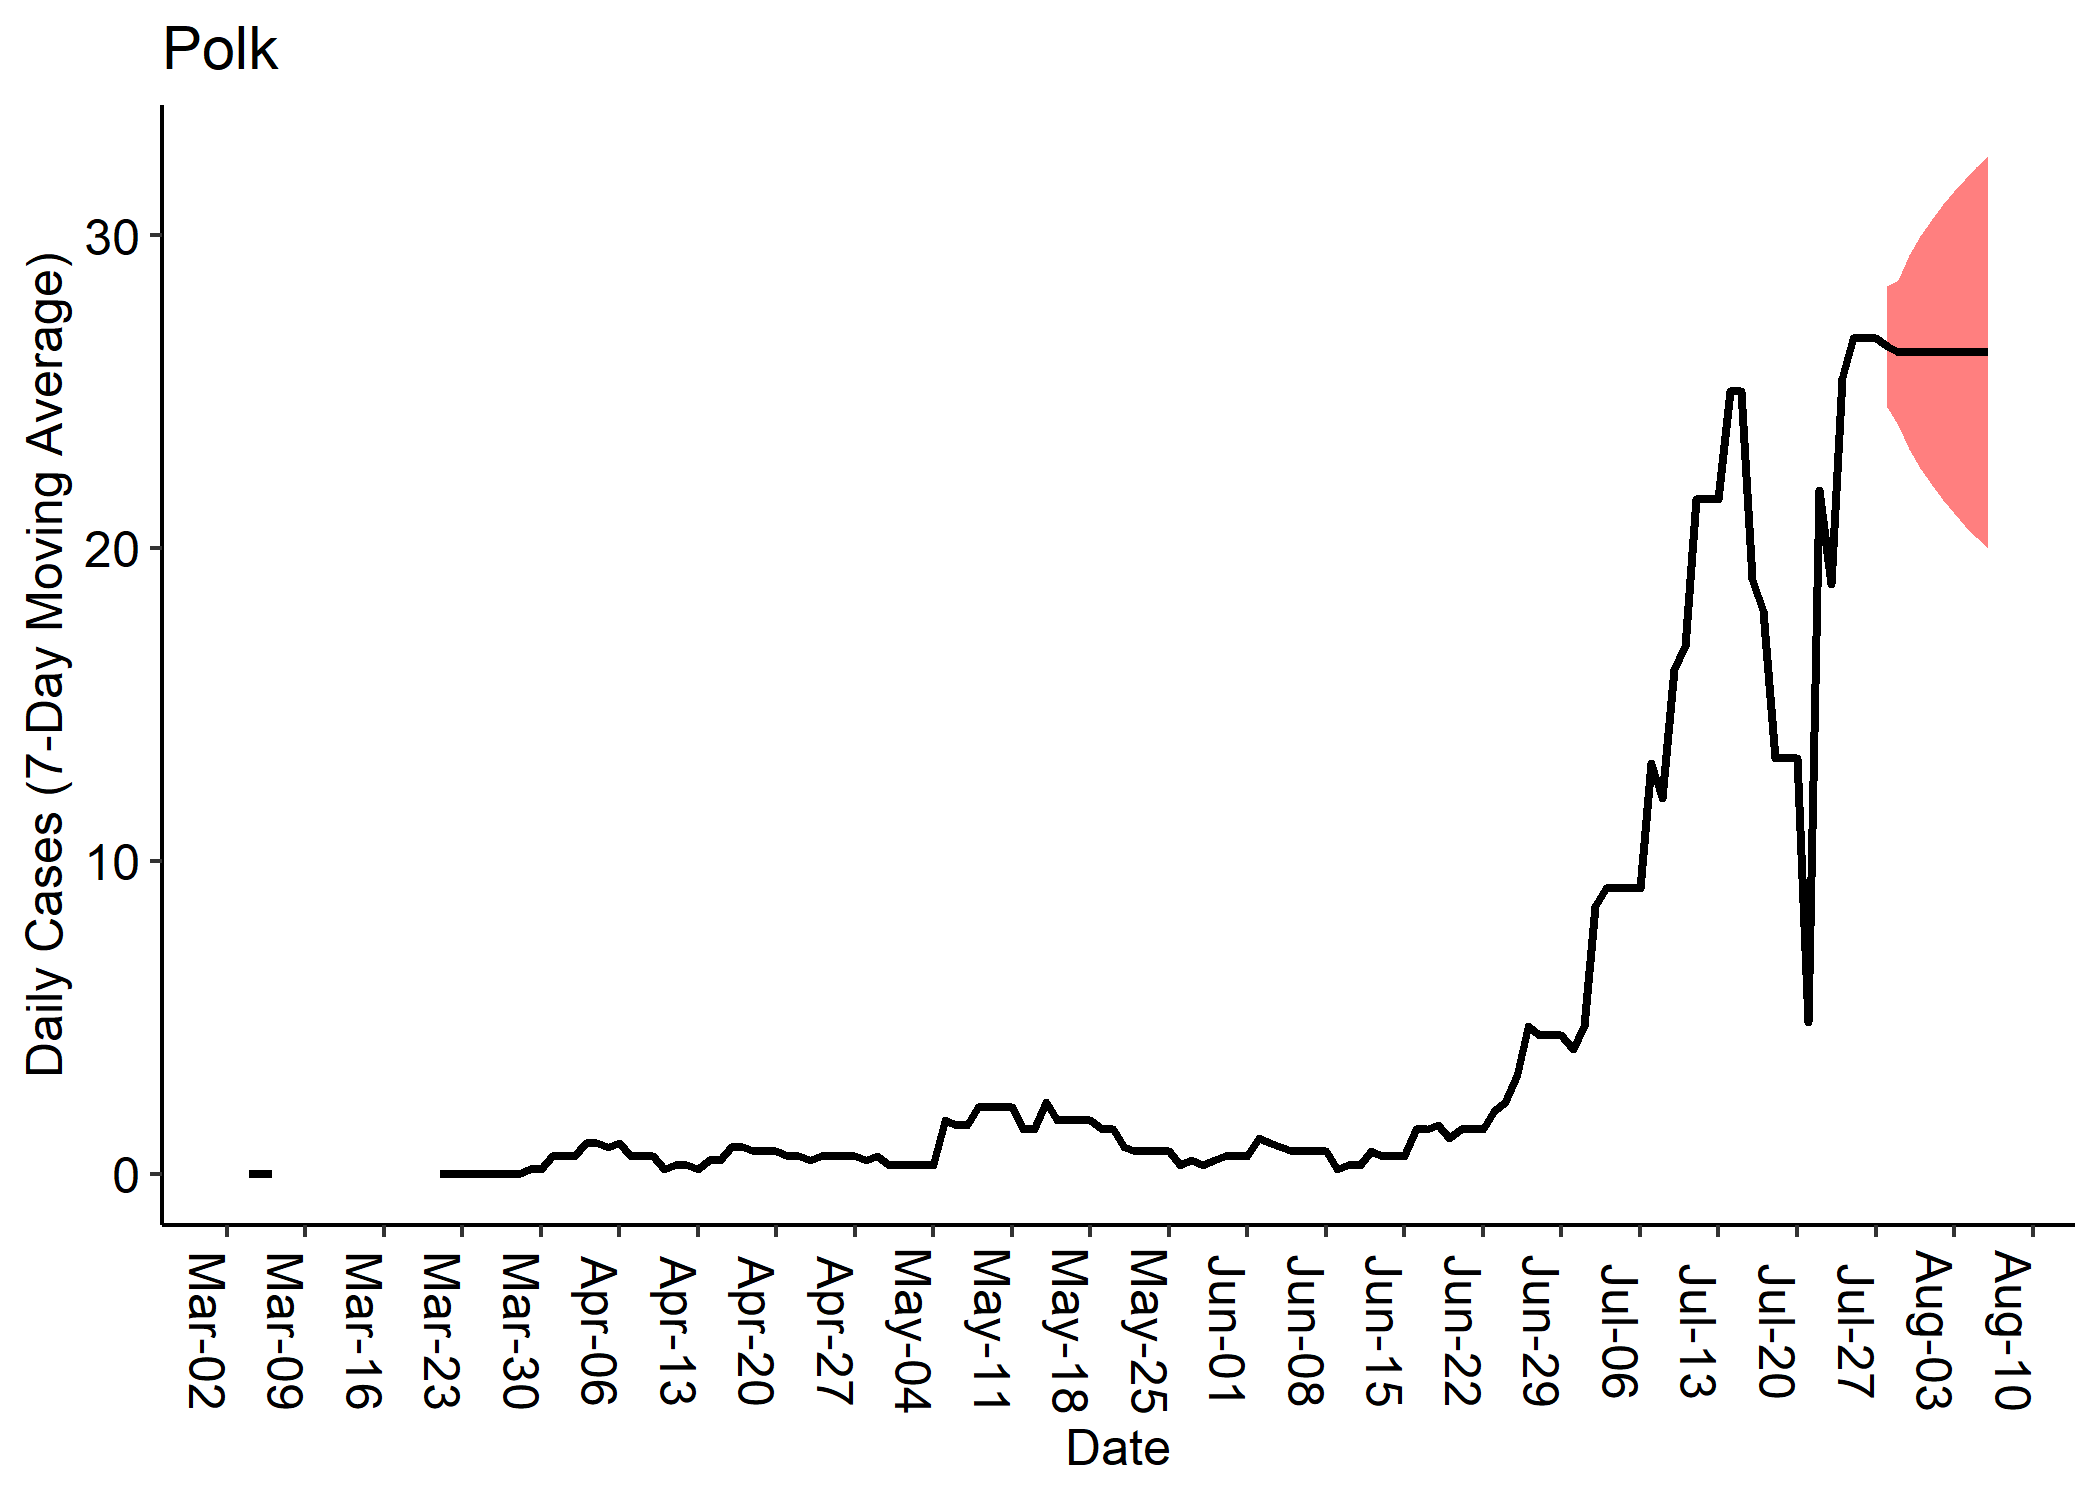 Polk
Daily Cases (7-Day Moving Average)
30
20
10
0
Mar-02
Mar-09
Mar-16
Mar-23
Mar-30
Apr-06
Apr-13
Apr-20
Apr-27
May-04
May-11
May-18
May-25
Jun-01
Jun-08
Jun-15
Jun-22
Jun-29
Jul-06
Jul-13
Jul-20
Jul-27
Aug-03
Aug-10
Date